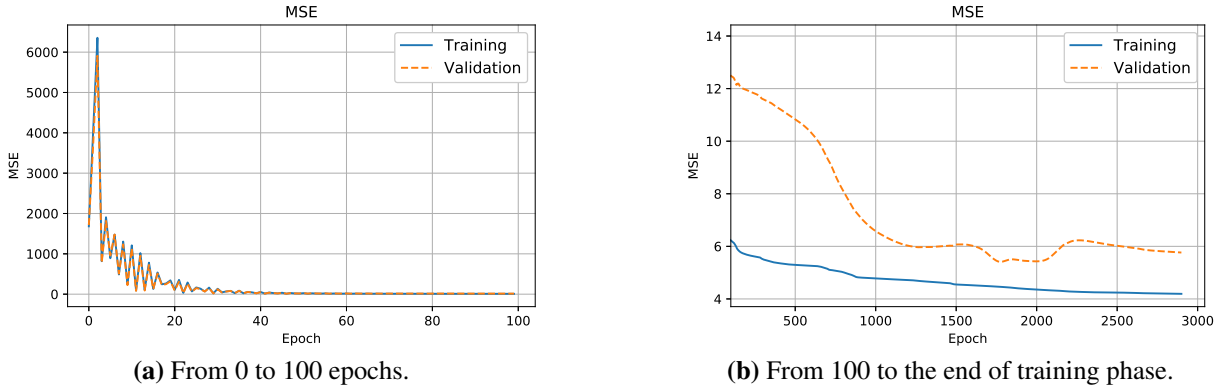 MSE
6000
5000
4000
3000
2000
1000
0
MSE
0 20 40 60 80 100
Epoch
Training
Validation
(a) From 0 to 100 epochs.
MSE
14
12
10
8
6
4
MSE
500 1000 1500 2000 2500 3000
Epoch
Training
Validation
(b) From 100 to the end of training phase.